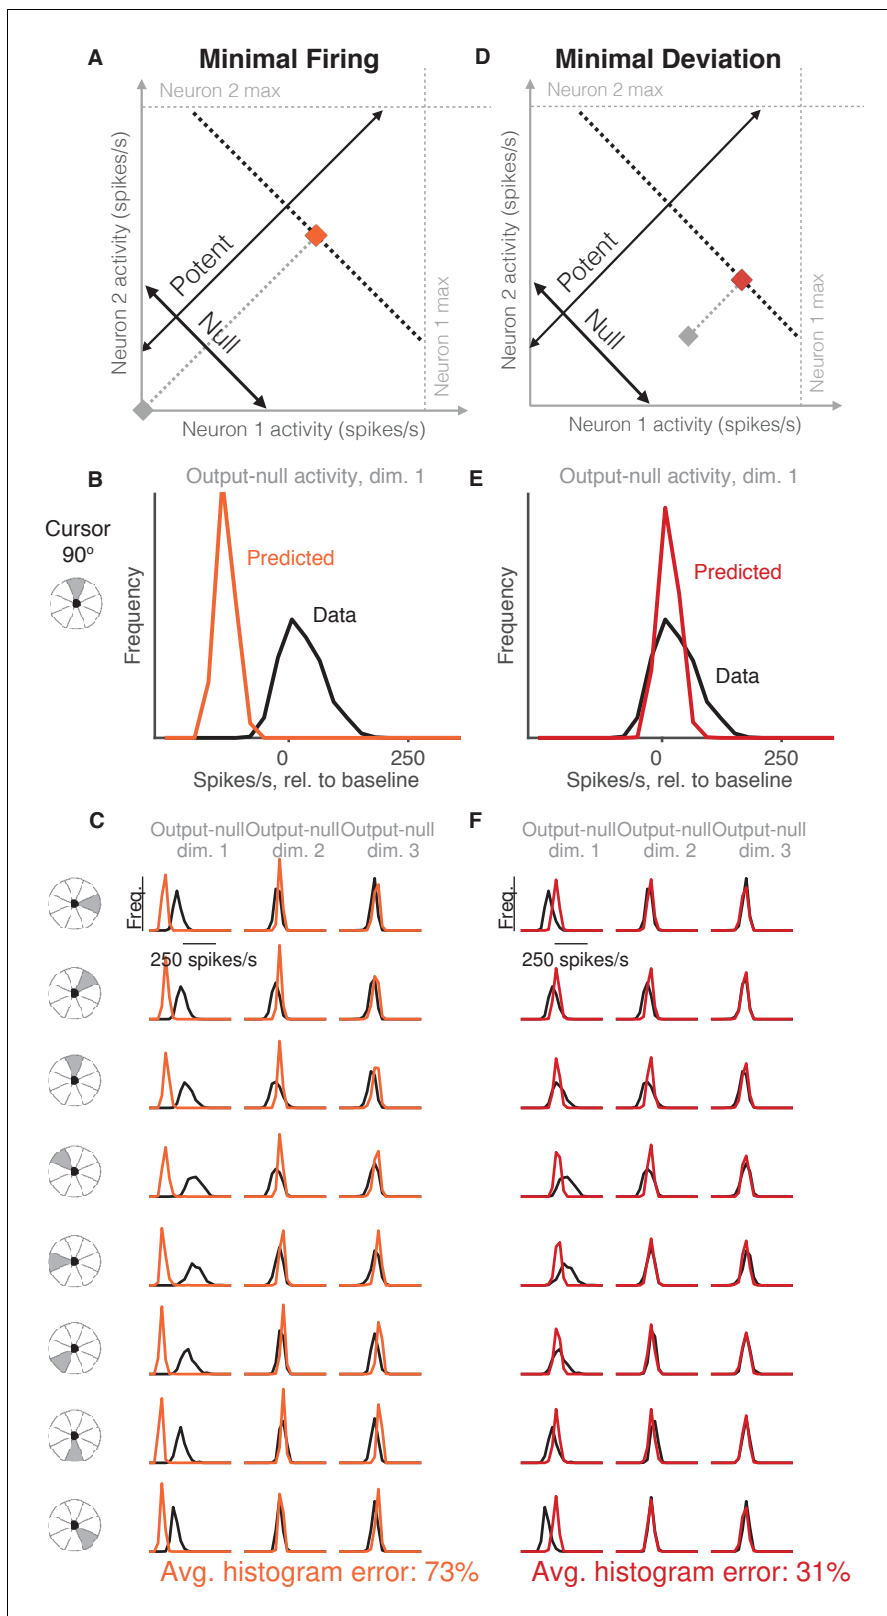 A
Minimal Firing
Neuron 2 max
Neuron 2 activity (spikes/s)
Potent
Null
Neuron 1 max
Neuron 1 activity (spikes/s)
D
Minimal Deviation
Neuron 2 max
Neuron 2 activity (spikes/s)
Potent
Null
Neuron 1 max
Neuron 1 activity (spikes/s)
B
Output-null activity, dim. 1
Cursor
90º
Frequency
Predicted
Data
0
250
Spikes/s, rel. to baseline
E
Output-null activity, dim. 1
Frequency
Predicted
Data
0
250
Spikes/s, rel. to baseline
C
Output-null
dim. 1
Output-null
dim. 2
Output-null
dim. 3
Freq.
250 spikes/s
Avg. histogram error: 73%
F
Output-null
dim. 1
Output-null
dim. 2
Output-null
dim. 3
Freq.
250 spikes/s
Avg. histogram error: 31%